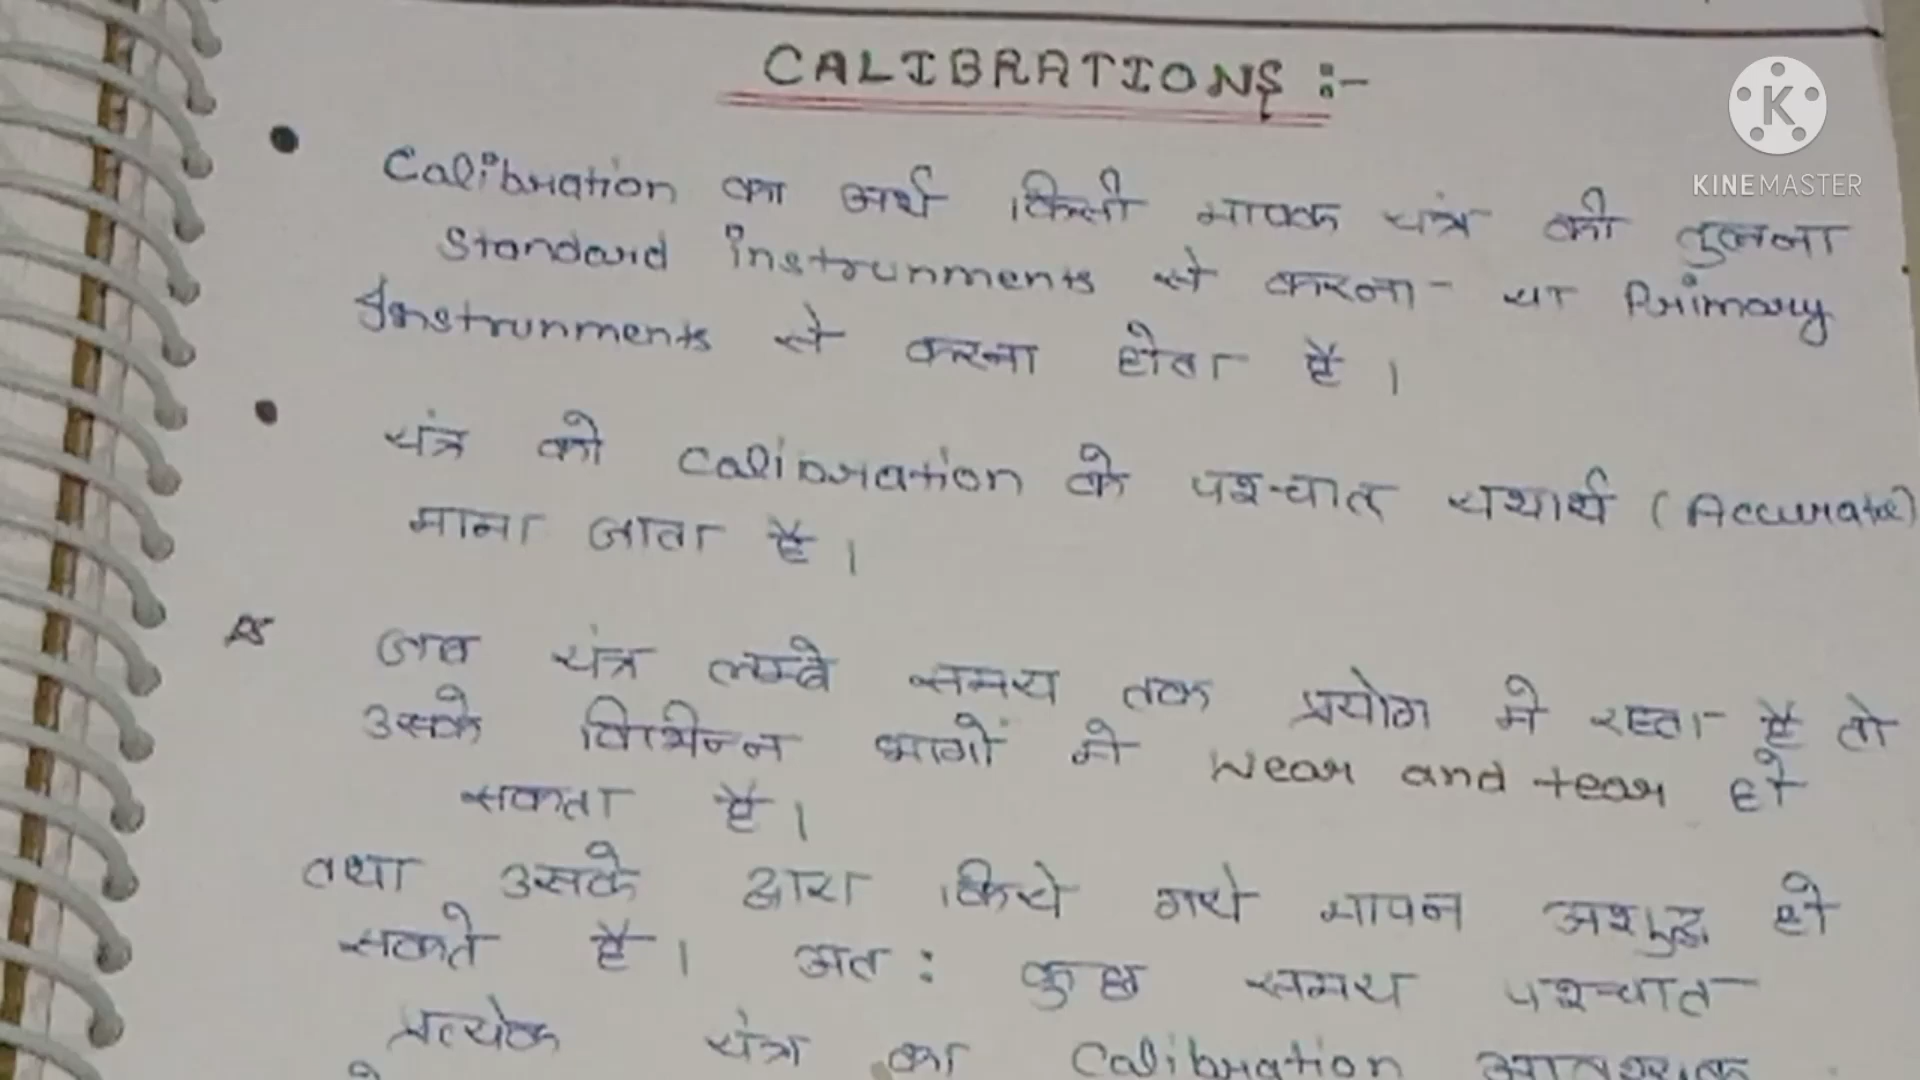 CALIBRATIONS :-
KINEMASTER
Calibration का अर्थ किसी मापक यंत्र की तुलना
Standard instrunments से करना - या Primary
Instrunments से करना होता है ।
यंत्र को Calibration के पश्चात यथार्थ ( Accurate)
माना जाता है ।
जब यंत्र लम्बे समय तक प्रयोग मे रहता है तो
उसके विभिन्न भागों मे wear and tear हो
सकता है ।
तथा उसके द्वारा किये गये मापन अशुद्ध हो
सकते है । अत : कुछ समय पश्चात
प्रत्येक यंत्र का Calibration आवश्यक